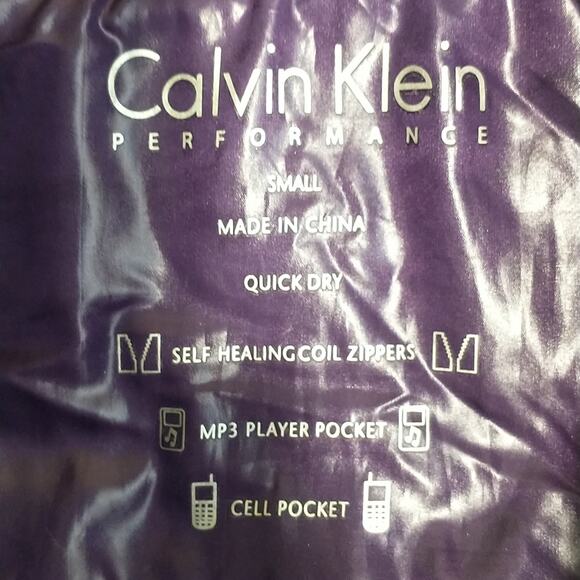 Calvin Klein
PERFORMANCE
SMALL
MADE IN CHINA
QUICK DRY
SELF HEALING COIL ZIPPERS
MP3 PLAYER POCKET
CELL POCKET